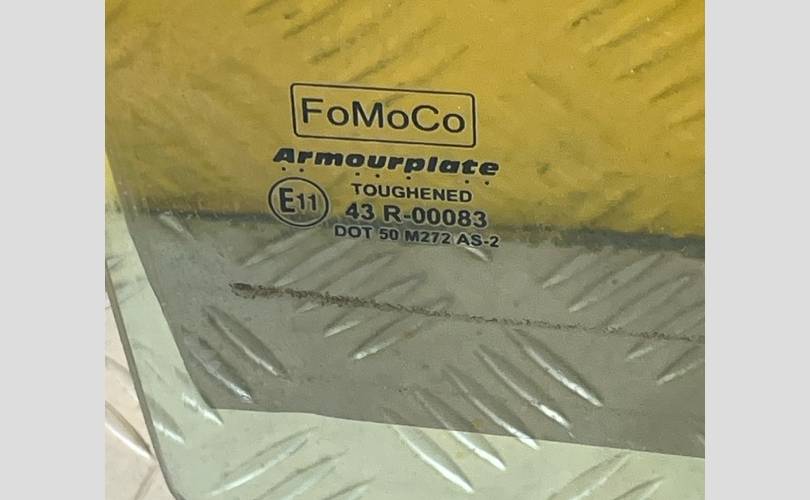 FoMoCo
Armourplate
TOUGHENED
E11
43 R-00083
DOT 50 M272 AS-2